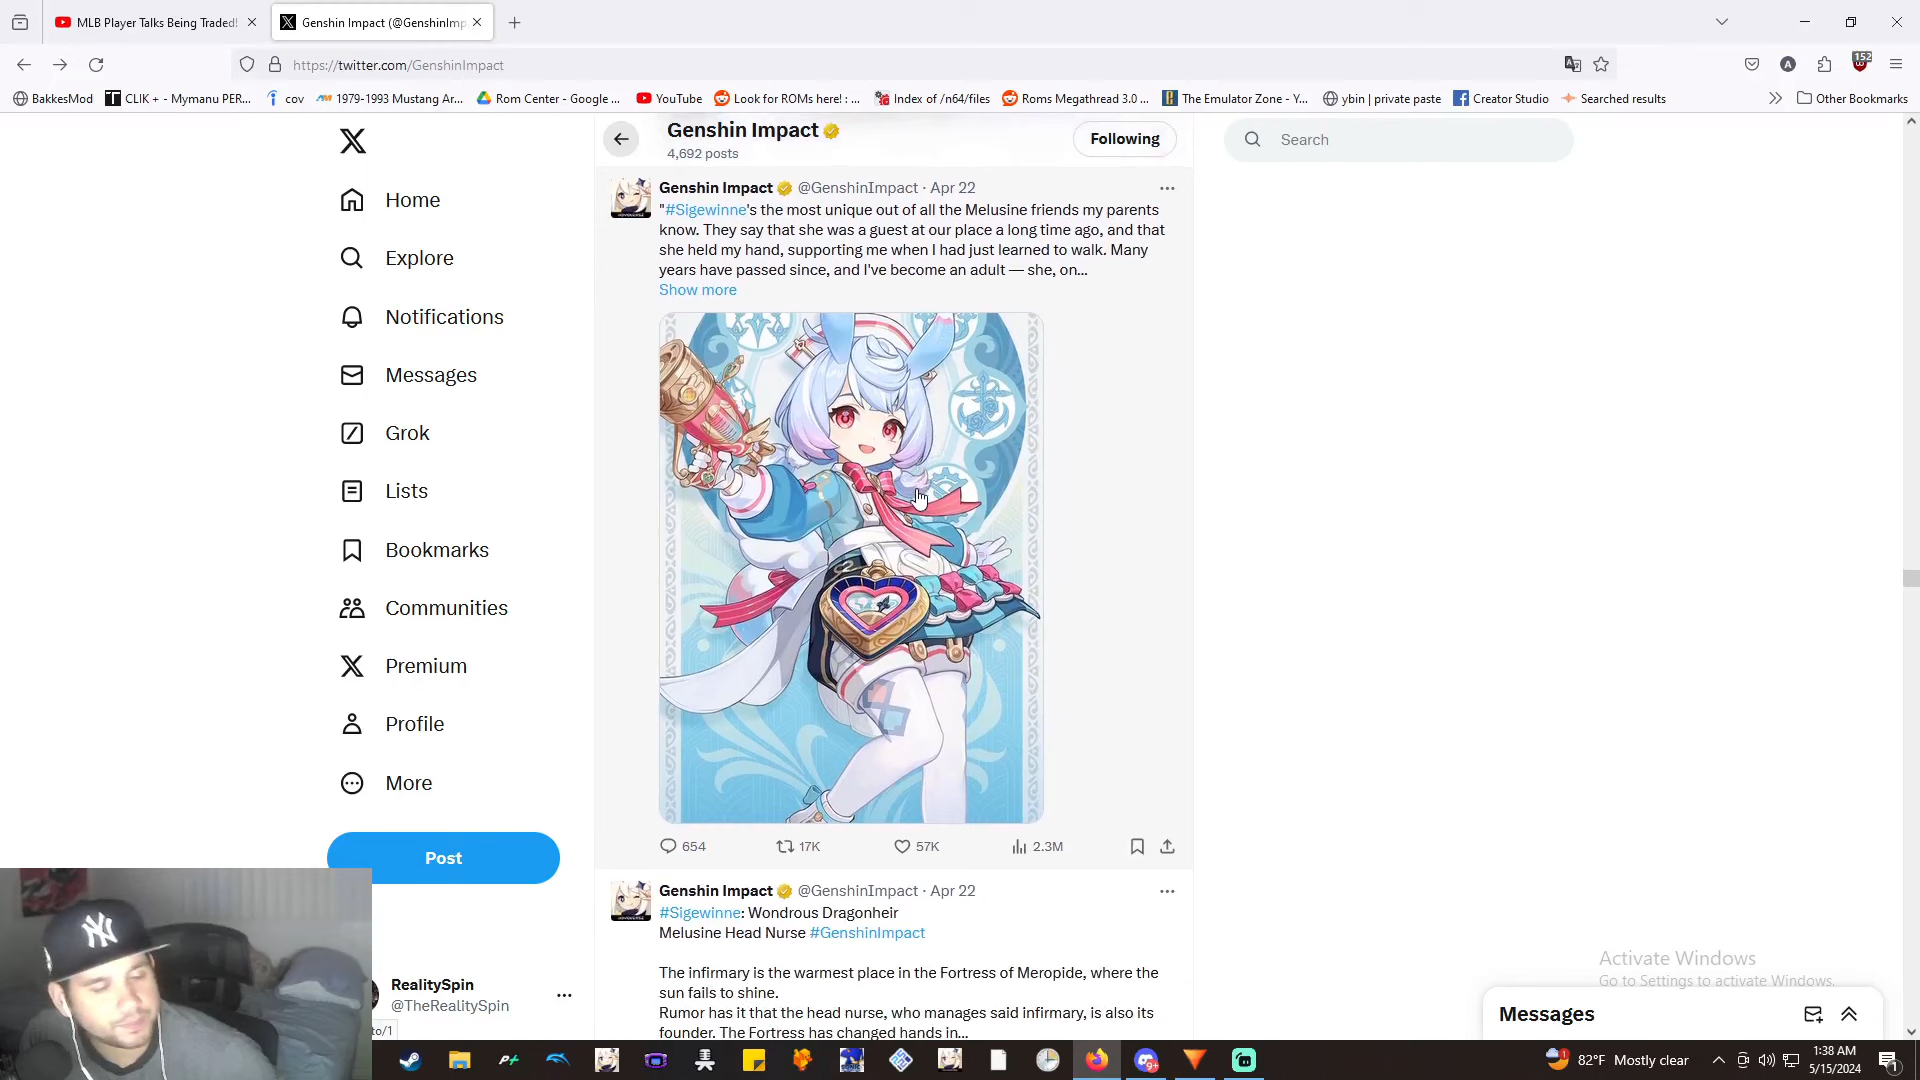 MLB Player Talks Being Traded!
Genshin Impact (@GenshinImp
https://twitter.com/GenshinImpact
152
BakkesMod
CLIK + - Mymanu PER...
cov
1979-1993 Mustang Ar...
Rom Center - Google ...
YouTube
Look for ROMs here! : ...
Index of /n64/files
Roms Megathread 3.0 ...
The Emulator Zone - Y...
ybin | private paste
Creator Studio
Searched results
Other Bookmarks
Genshin Impact
4,692 posts
Following
Search
Home
Explore
Notifications
Messages
Grok
Lists
Bookmarks
Communities
Premium
Profile
More
Post
RealitySpin
@TheRealitySpin
to/1
Genshin Impact @GenshinImpact · Apr 22
"#Sigewinne's the most unique out of all the Melusine friends my parents
know. They say that she was a guest at our place a long time ago, and that
she held my hand, supporting me when I had just learned to walk. Many
years have passed since, and I've become an adult — she, on...
Show more
654
17K
57K
2.3M
Genshin Impact @GenshinImpact · Apr 22
#Sigewinne: Wondrous Dragonheir
Melusine Head Nurse #GenshinImpact
The infirmary is the warmest place in the Fortress of Meropide, where the
sun fails to shine.
Rumor has it that the head nurse, who manages said infirmary, is also its
founder. The Fortress has changed hands in...
Activate Windows
Go to Settings to activate Windows.
Messages
82°F Mostly clear
1:38 AM
5/15/2024